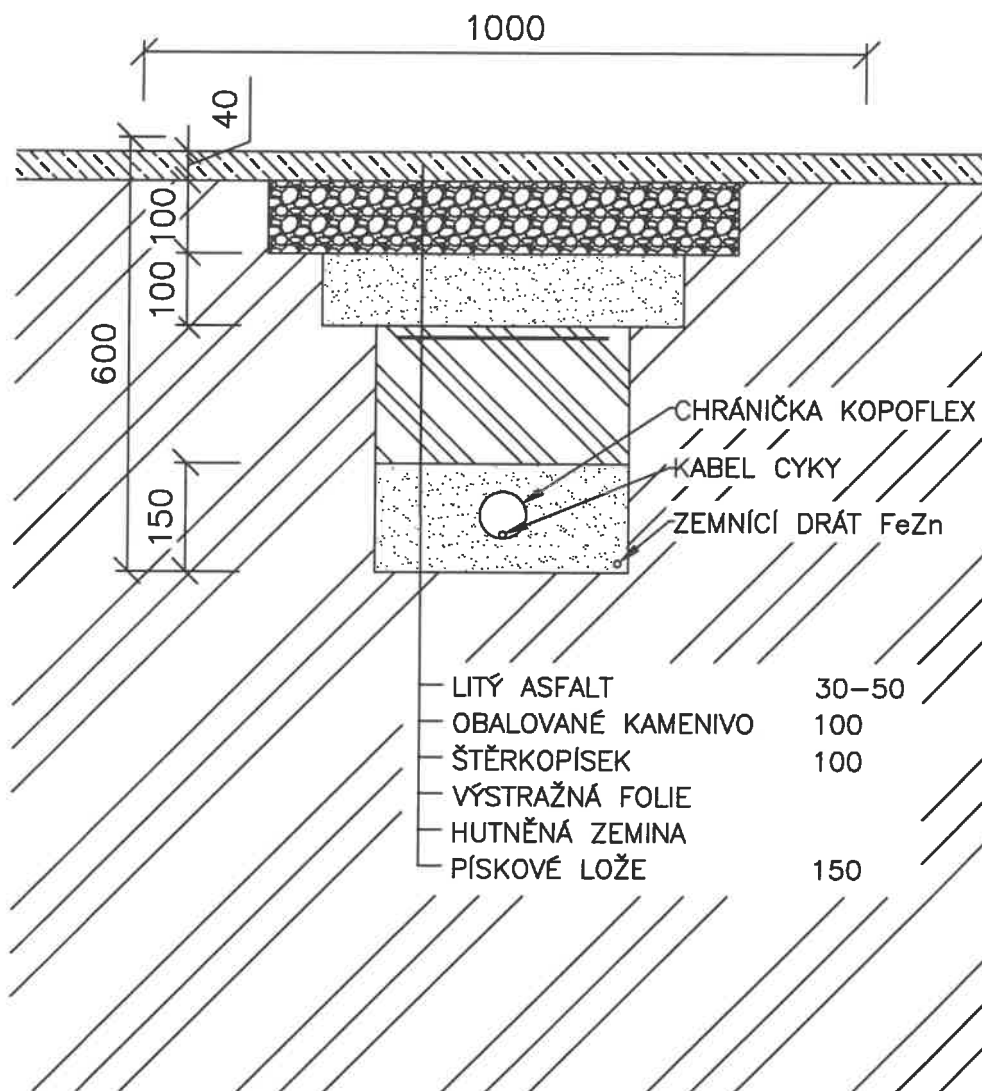 1000
40
100
100
600
150
CHRÁNIČKA KOPOFLEX
KABEL CYKY
ZEMNÍCÍ DRÁT FeZn
LITÝ ASFALT 30-50
OBALOVANÉ KAMENIVO 100
ŠTĚRKOPÍSEK 100
VÝSTRAŽNÁ FOLIE
HUTNĚNÁ ZEMINA
PÍSKOVÉ LOŽE 150